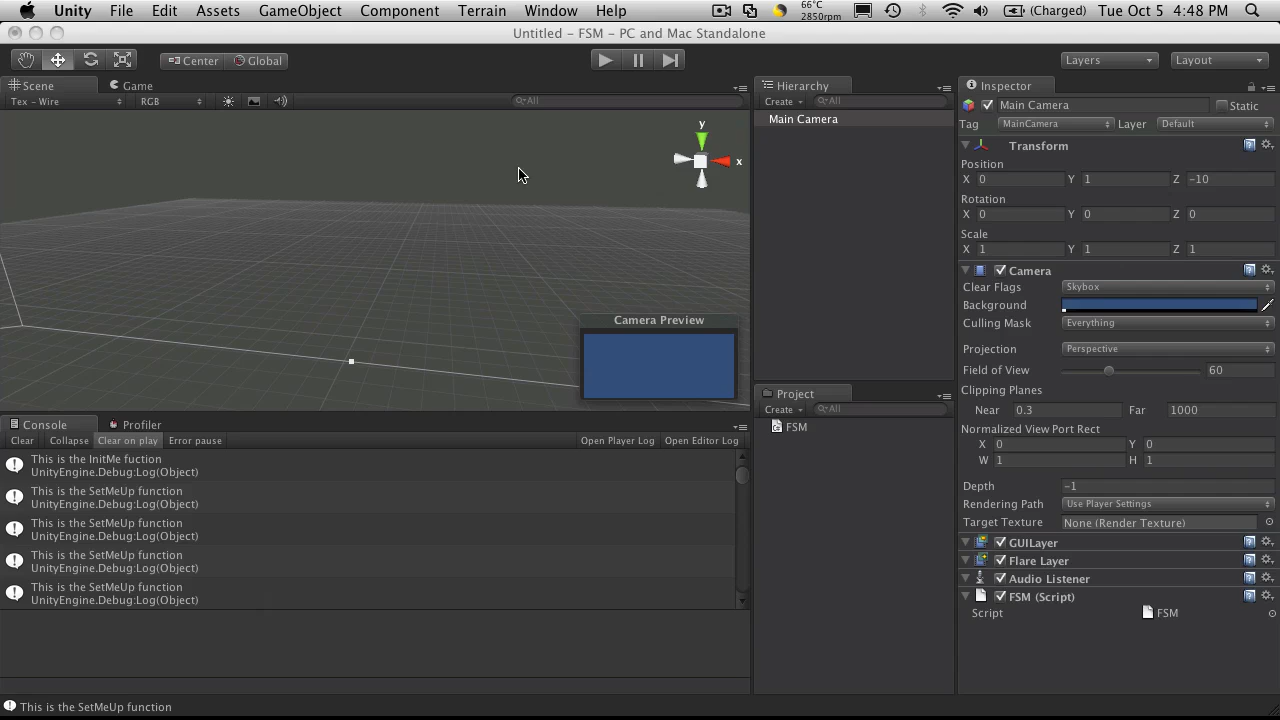 Unity File Edit Assets GameObject Component Terrain Window Help 66°C 2850rpm (Charged) Tue Oct 5 4:48 PM
Untitled – FSM – PC and Mac Standalone
Center Global Layers Layout
Scene Game
Tex – Wire RGB All
y
x
Camera Preview
Console Profiler
Clear Collapse Clear on play Error pause Open Player Log Open Editor Log
This is the InitMe fuction
UnityEngine.Debug:Log(Object)
This is the SetMeUp function
UnityEngine.Debug:Log(Object)
This is the SetMeUp function
UnityEngine.Debug:Log(Object)
This is the SetMeUp function
UnityEngine.Debug:Log(Object)
This is the SetMeUp function
UnityEngine.Debug:Log(Object)
This is the SetMeUp function
Hierarchy
Create All
Main Camera
Project
Create All
FSM
Inspector
Main Camera Static
Tag MainCamera Layer Default
Transform
Position
X 0 Y 1 Z –10
Rotation
X 0 Y 0 Z 0
Scale
X 1 Y 1 Z 1
Camera
Clear Flags Skybox
Background
Culling Mask Everything
Projection Perspective
Field of View 60
Clipping Planes
Near 0.3 Far 1000
Normalized View Port Rect
X 0 Y 0
W 1 H 1
Depth –1
Rendering Path Use Player Settings
Target Texture None (Render Texture)
GUILayer
Flare Layer
Audio Listener
FSM (Script)
Script FSM